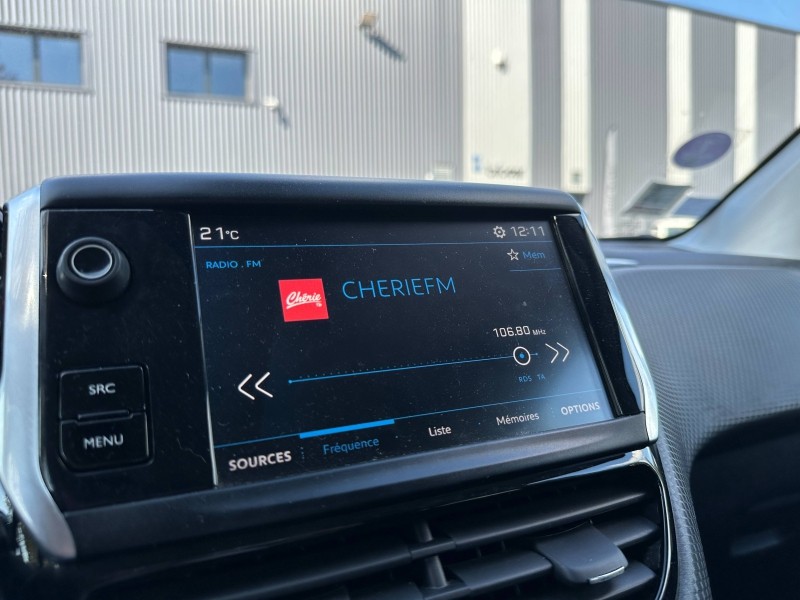 21°C
12:11
RADIO . FM
Mém
Chérie
FM
CHERIEFM
106.80 MHz
RDS TA
SRC
MENU
SOURCES
Fréquence
Liste
Mémoires
OPTIONS